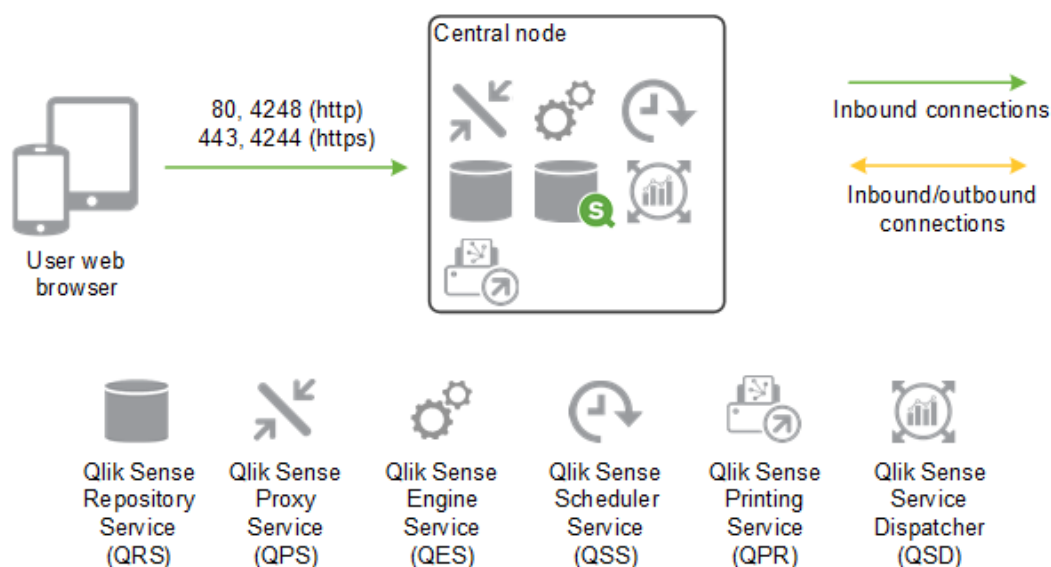 Central node
80, 4248 (http)
443, 4244 (https)
Inbound connections
Inbound/outbound
connections
User web
browser
S
Qlik Sense
Repository
Service
(QRS)
Qlik Sense
Proxy
Service
(QPS)
Qlik Sense
Engine
Service
(QES)
Qlik Sense
Scheduler
Service
(QSS)
Qlik Sense
Printing
Service
(QPR)
Qlik Sense
Service
Dispatcher
(QSD)